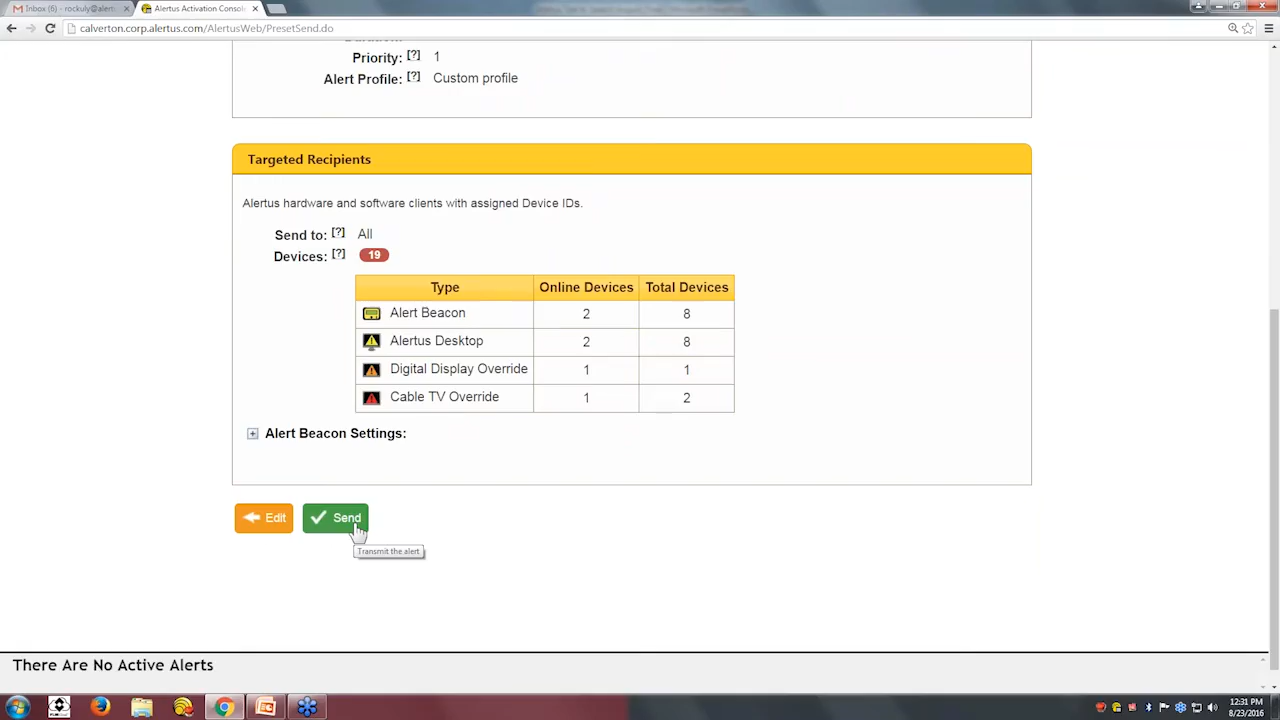 Inbox (6) - rockuly@alert
Alertus Activation Consol
calverton.corp.alertus.com/AlertusWeb/PresetSend.do
Priority: [?] 1
Alert Profile: [?] Custom profile
Targeted Recipients
Alertus hardware and software clients with assigned Device IDs.
Send to: [?] All
Devices: [?] 19
Type Online Devices Total Devices
Alert Beacon 2 8
Alertus Desktop 2 8
Digital Display Override 1 1
Cable TV Override 1 2
Alert Beacon Settings:
Edit Send
Transmit the alert.
There Are No Active Alerts
12:31 PM
8/23/2016